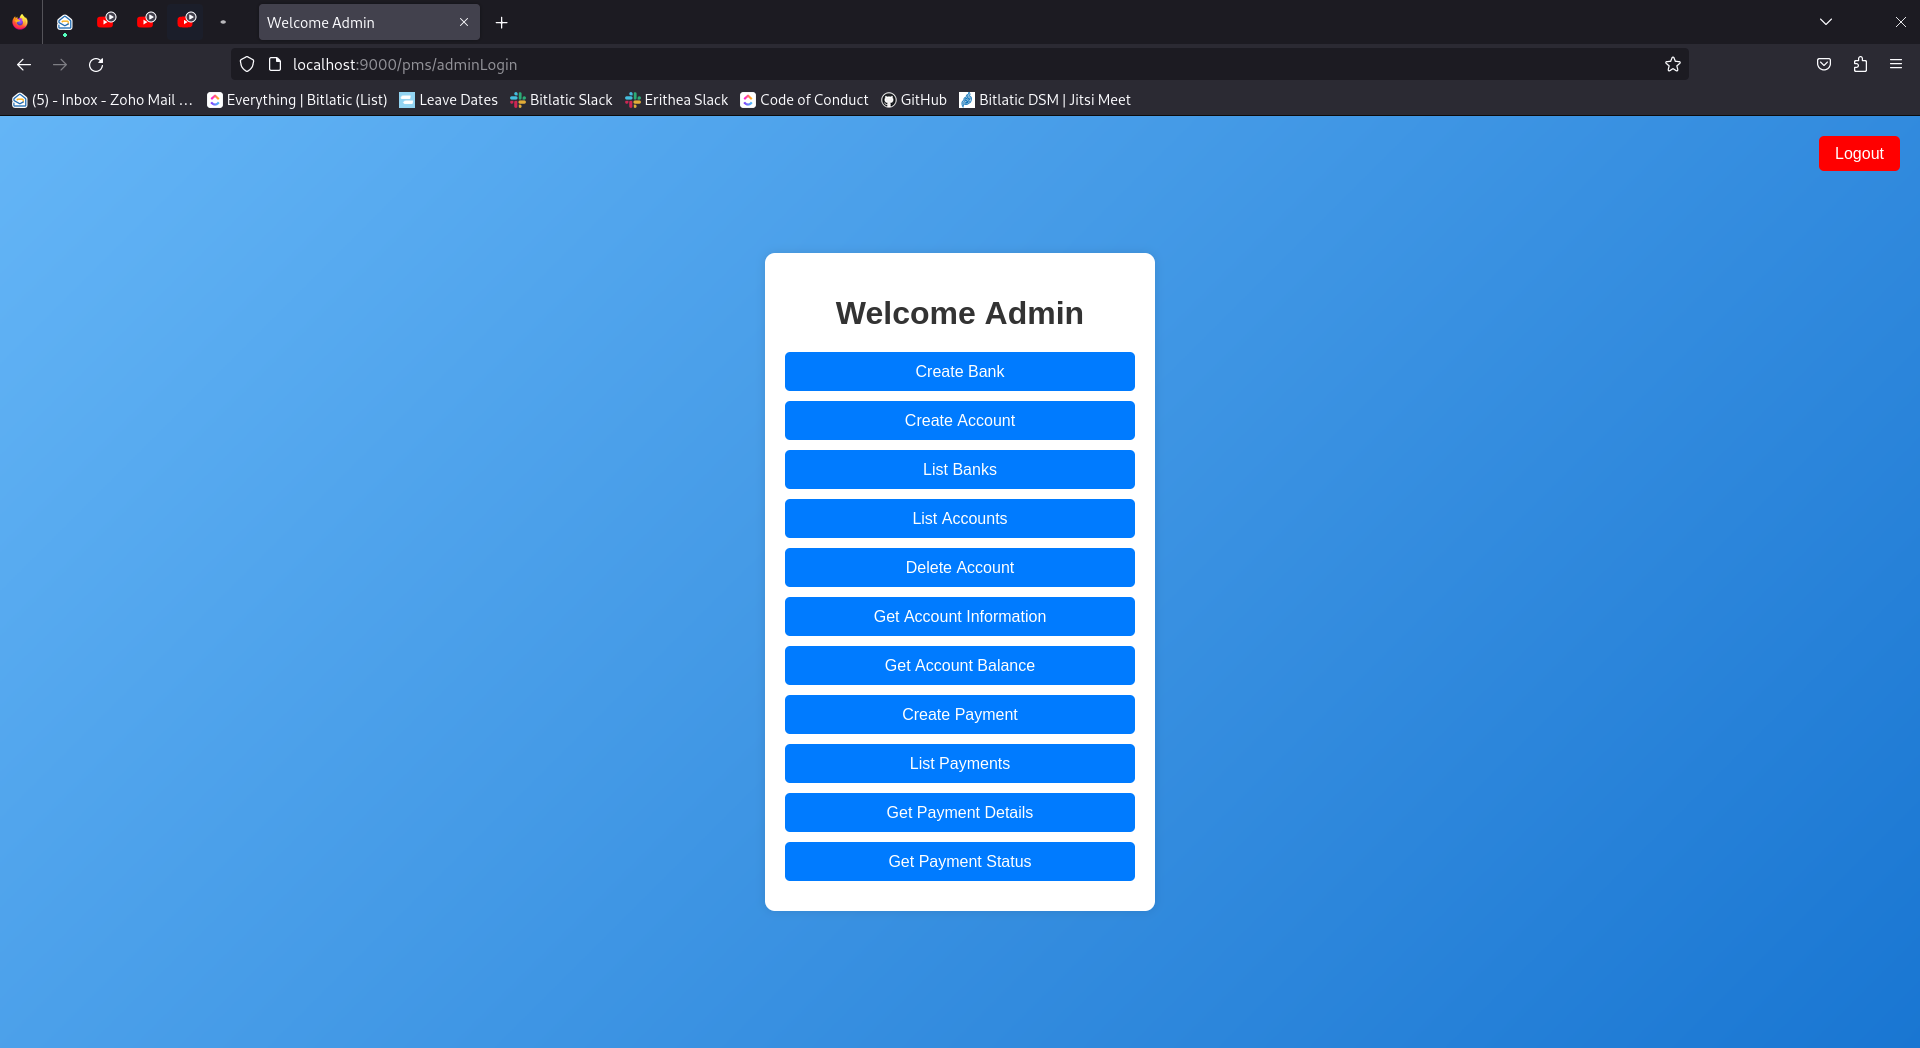 Welcome Admin
localhost:9000/pms/adminLogin
(5) - Inbox - Zoho Mail ... Everything | Bitlatic (List) Leave Dates Bitlatic Slack Erithea Slack Code of Conduct GitHub Bitlatic DSM | Jitsi Meet
Logout
Welcome Admin
Create Bank
Create Account
List Banks
List Accounts
Delete Account
Get Account Information
Get Account Balance
Create Payment
List Payments
Get Payment Details
Get Payment Status